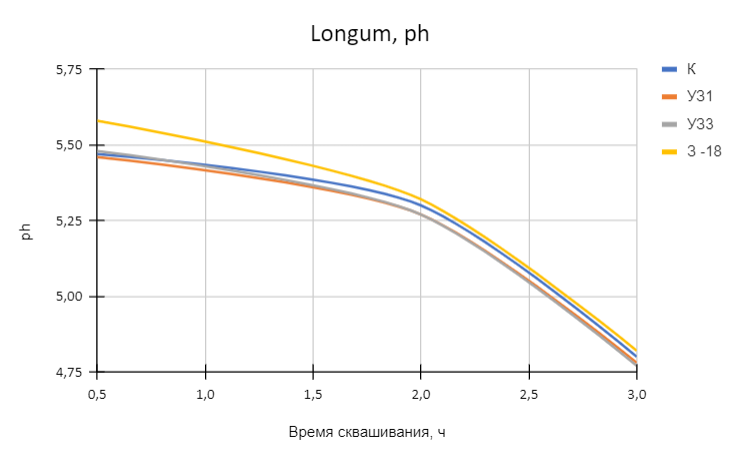 Longum, ph
5,75
5,50
5,25
5,00
4,75
ph
0,5 1,0 1,5 2,0 2,5 3,0
Время сквашивания, ч
К
УЗ1
УЗ3
З -18